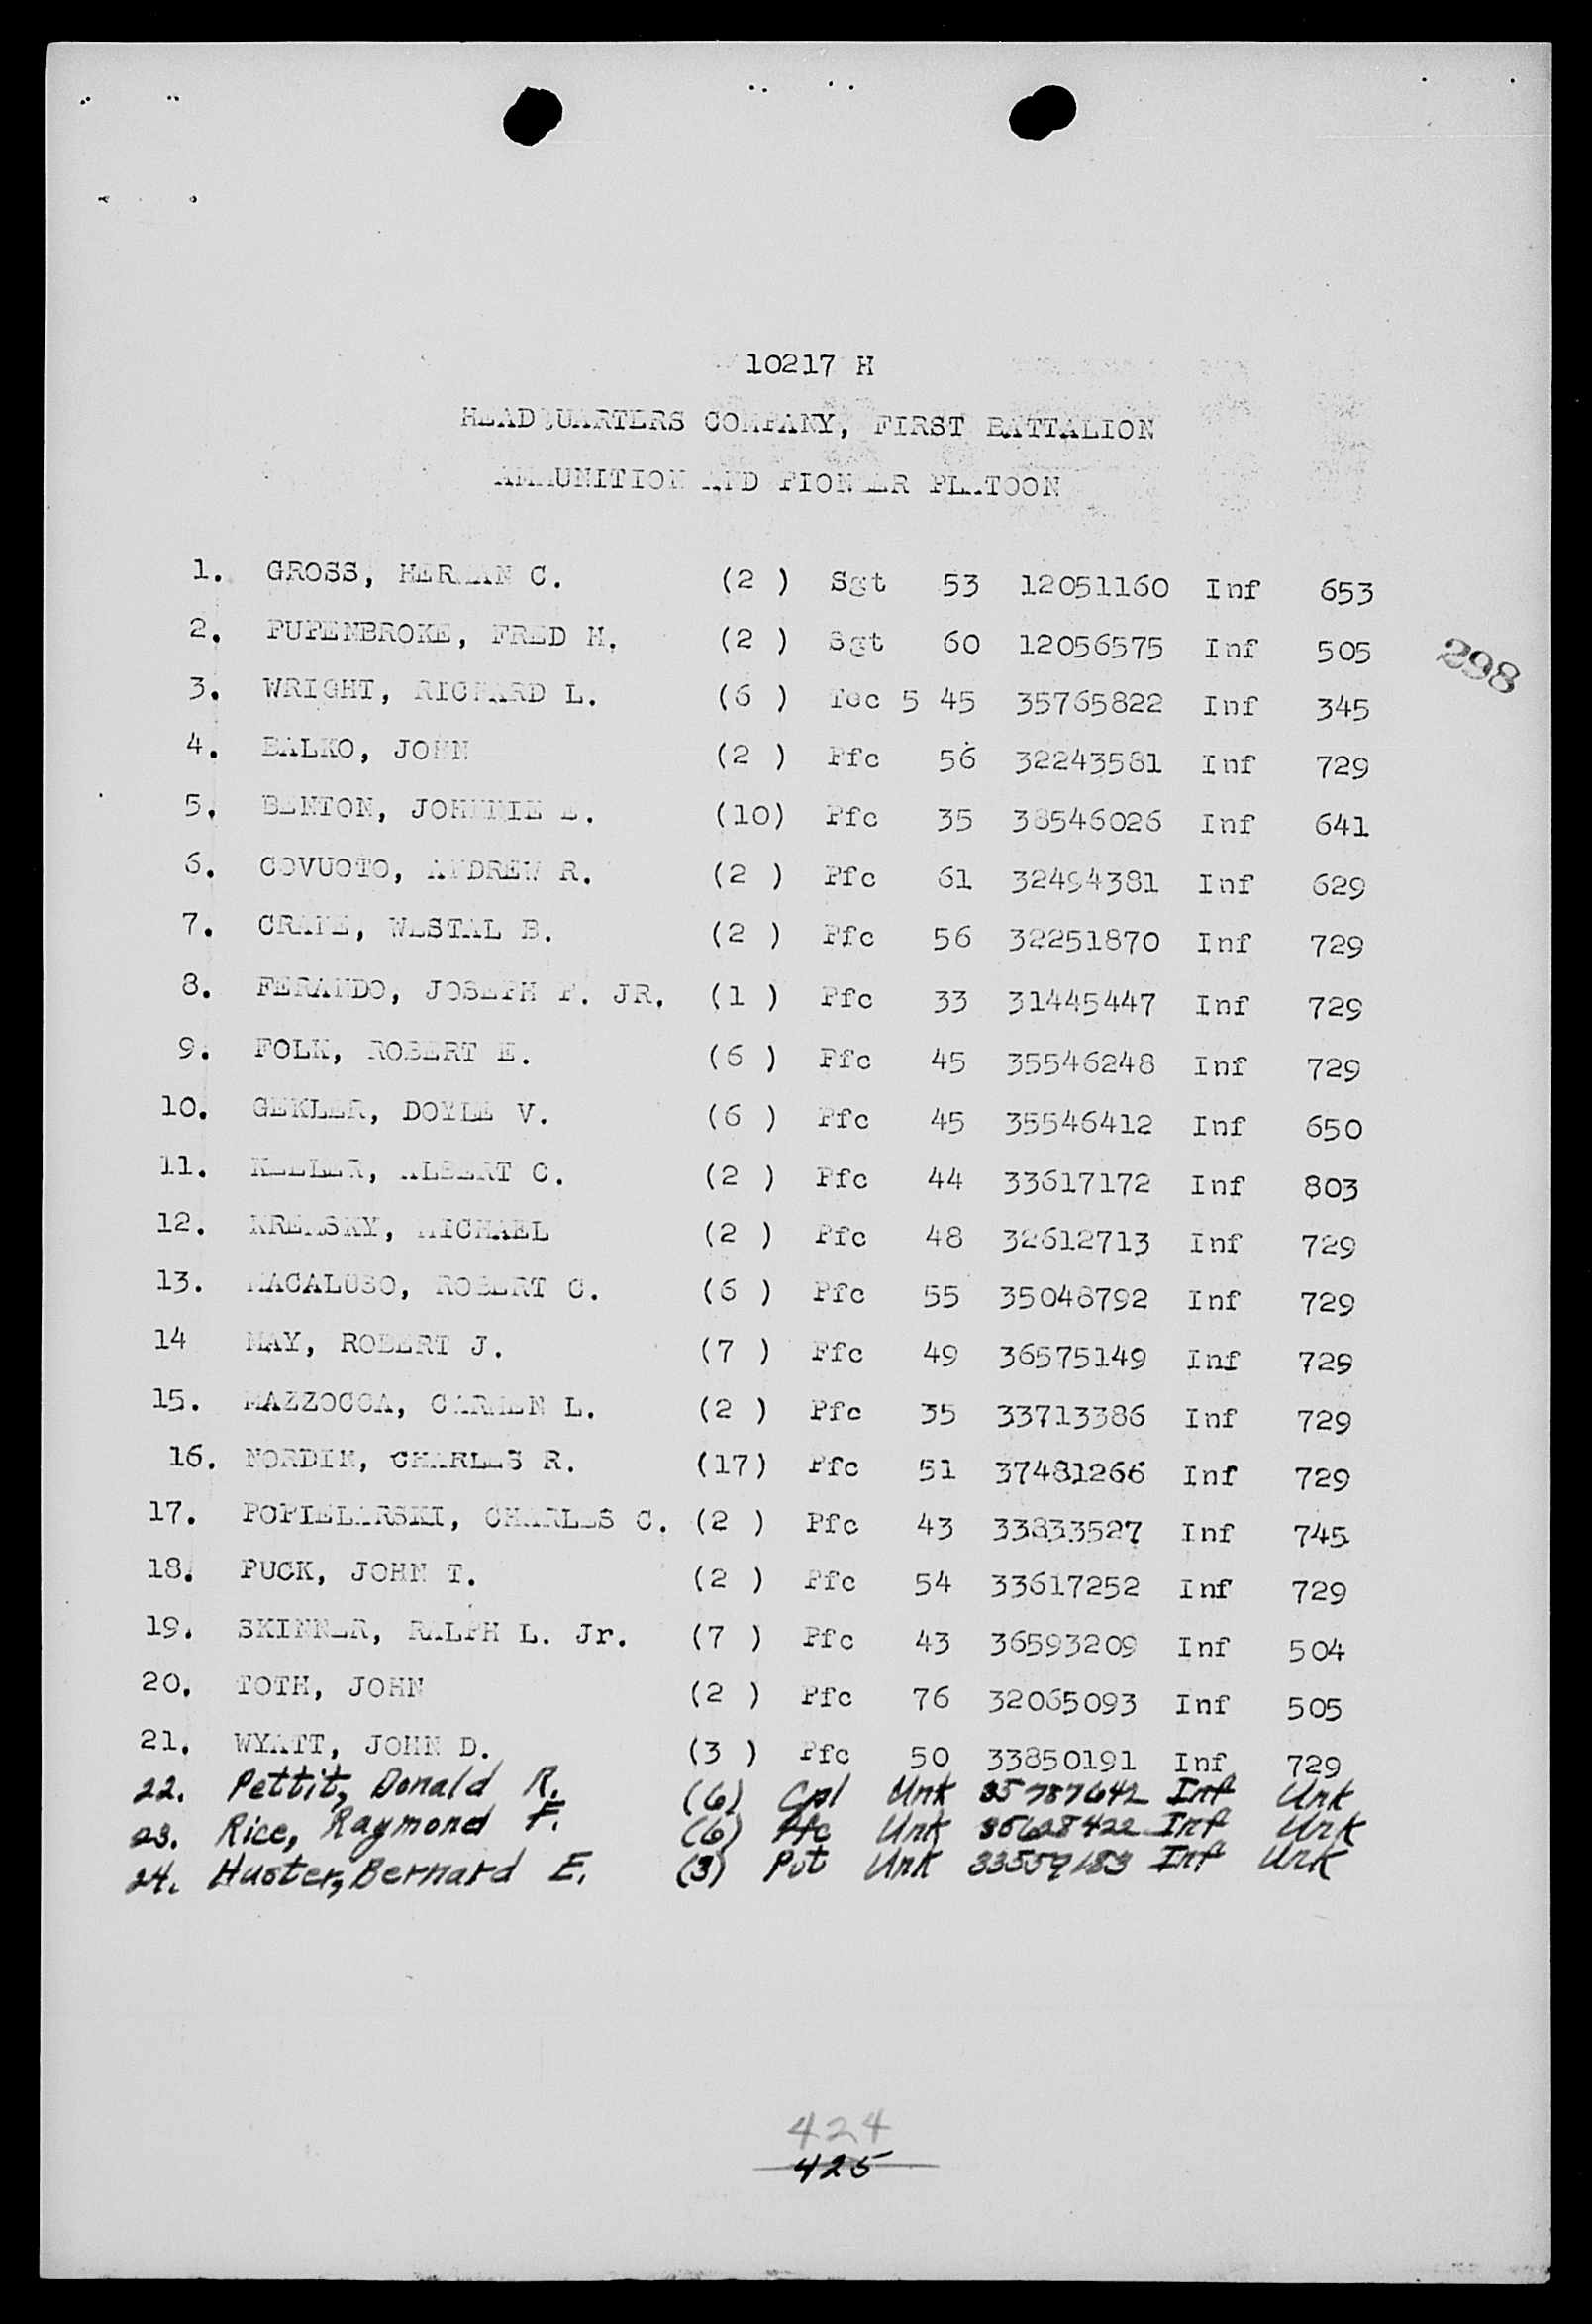 10217 H
HEADQUARTERS COMPANY, FIRST BATTALION
AMMUNITION AND PIONEER PLATOON
1. GROSS, HERMAN C. (2 ) Sgt 53 12051160 Inf 653
2. PUPENBROKE, FRED H. (2 ) Sgt 60 12056575 Inf 505
298
3. WRIGHT, RICHARD L. (6 ) Tec 5 45 35765822 Inf 345
4. BALKO, JOHN (2 ) Pfc 56 32243581 Inf 729
5. BENTON, JOHNNIE E. (10) Pfc 35 38546026 Inf 641
6. COVUOTO, ANDREW R. (2 ) Pfc 61 32494381 Inf 629
7. CRANE, WESTAL B. (2 ) Pfc 56 32251870 Inf 729
8. FERANDO, JOSEPH F. JR. (1 ) Pfc 33 31445447 Inf 729
9. FOLK, ROBERT E. (6 ) Pfc 45 35546248 Inf 729
10. GEKLER, DOYLE V. (6 ) Pfc 45 35546412 Inf 650
11. KEELER, ALBERT C. (2 ) Pfc 44 33617172 Inf 803
12. KREMSKY, MICHAEL (2 ) Pfc 48 32612713 Inf 729
13. MACALUSO, ROBERT C. (6 ) Pfc 55 35048792 Inf 729
14 MAY, ROBERT J. (7 ) Pfc 49 36575149 Inf 729
15. MAZZOCCA, CARMEN L. (2 ) Pfc 35 33713386 Inf 729
16. NORDIN, CHARLES R. (17) Pfc 51 37481266 Inf 729
17. POPIELARSKI, CHARLES C. (2 ) Pfc 43 33833527 Inf 745
18. PUCK, JOHN T. (2 ) Pfc 54 33617252 Inf 729
19. SKINNER, RALPH L. Jr. (7 ) Pfc 43 36593209 Inf 504
20. TOTH, JOHN (2 ) Pfc 76 32065093 Inf 505
21. WYATT, JOHN D. (3 ) Pfc 50 33850191 Inf 729
22. Pettit, Donald R. (6) Cpl Unk 35787642 Inf Unk
23. Rice, Raymond F. (6) Pfc Unk 35628422 Inf Unk
24. Huster, Bernard E. (3) Pvt Unk 33559183 Inf Unk
424
425